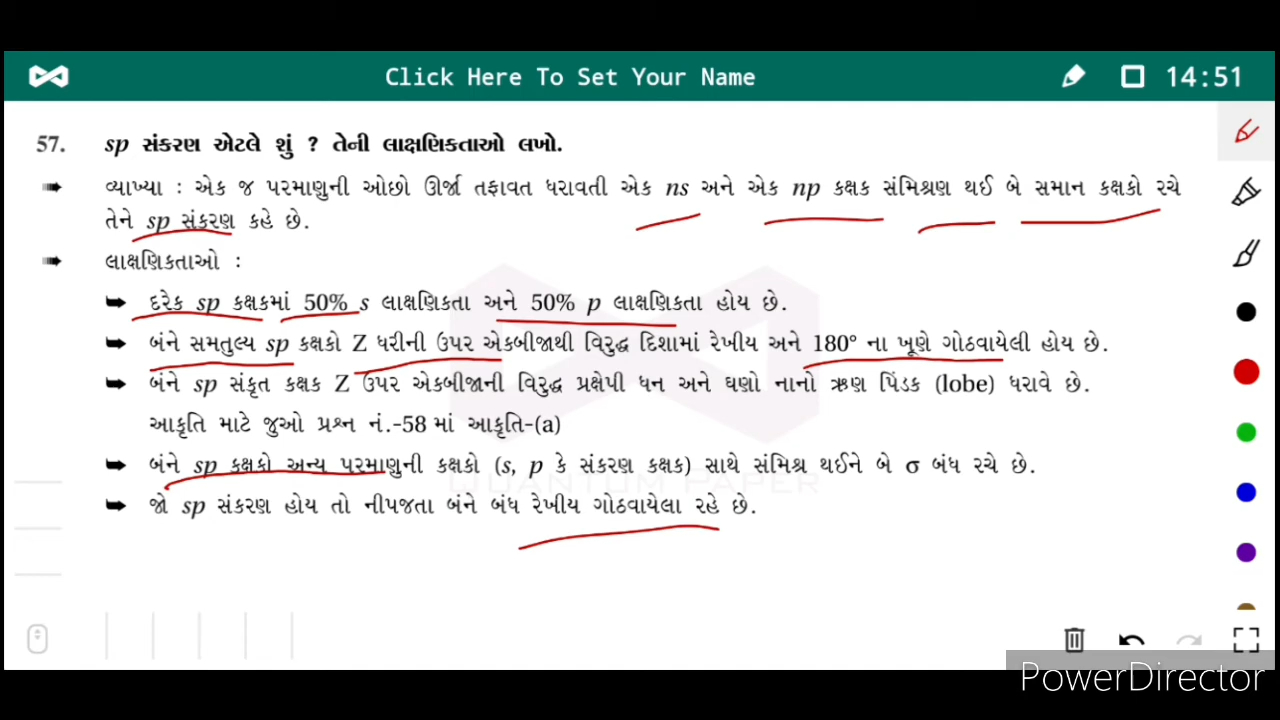 Click Here To Set Your Name 14:51
57. sp સંકરણ એટલે શું ? તેની લાક્ષણિકતાઓ લખો.
➠ વ્યાખ્યા : એક જ પરમાણુની ઓછો ઊર્જા તફાવત ધરાવતી એક ns અને એક np કક્ષક સંમિશ્રણ થઈ બે સમાન કક્ષકો રચે
તેને sp સંકરણ કહે છે.
➠ લાક્ષણિકતાઓ :
➥ દરેક sp કક્ષકમાં 50% s લાક્ષણિકતા અને 50% p લાક્ષણિકતા હોય છે.
➥ બંને સમતુલ્ય sp કક્ષકો Z ધરીની ઉપર એકબીજાથી વિરુદ્ધ દિશામાં રેખીય અને 180° ના ખૂણે ગોઠવાયેલી હોય છે.
➥ બંને sp સંકૃત કક્ષક Z ઉપર એકબીજાની વિરુદ્ધ પ્રક્ષેપી ધન અને ઘણો નાનો ઋણ પિંડક (lobe) ધરાવે છે.
આકૃતિ માટે જુઓ પ્રશ્ન નં.-58 માં આકૃતિ-(a)
➥ બંને sp કક્ષકો અન્ય પરમાણુની કક્ષકો (s, p કે સંકરણ કક્ષક) સાથે સંમિશ્ર થઈને બે σ બંધ રચે છે.
QUANTUM PAPER
➥ જો sp સંકરણ હોય તો નીપજતા બંને બંધ રેખીય ગોઠવાયેલા રહે છે.
PowerDirector